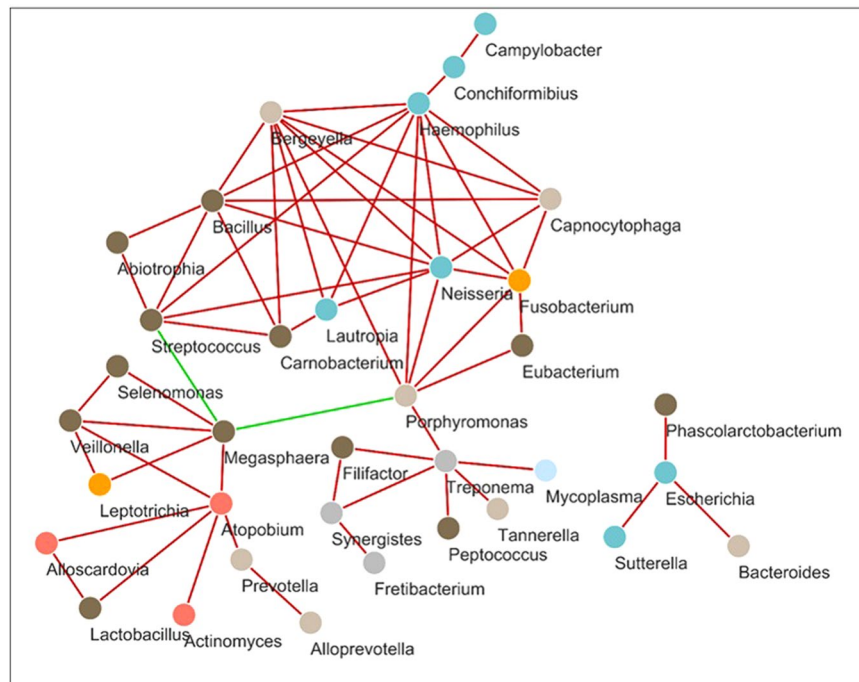 Campylobacter
Conchiformibius
Haemophilus
Bergeyella
Bacillus
Capnocytophaga
Abiotrophia
Neisseria
Fusobacterium
Streptococcus
Lautropia
Carnobacterium
Eubacterium
Selenomonas
Porphyromonas
Phascolarctobacterium
Veillonella
Megasphaera
Filifactor
Treponema
Mycoplasma
Escherichia
Leptotrichia
Atopobium
Synergistes
Tannerella
Peptococcus
Sutterella
Bacteroides
Alloscardovia
Prevotella
Fretibacterium
Lactobacillus
Actinomyces
Alloprevotella